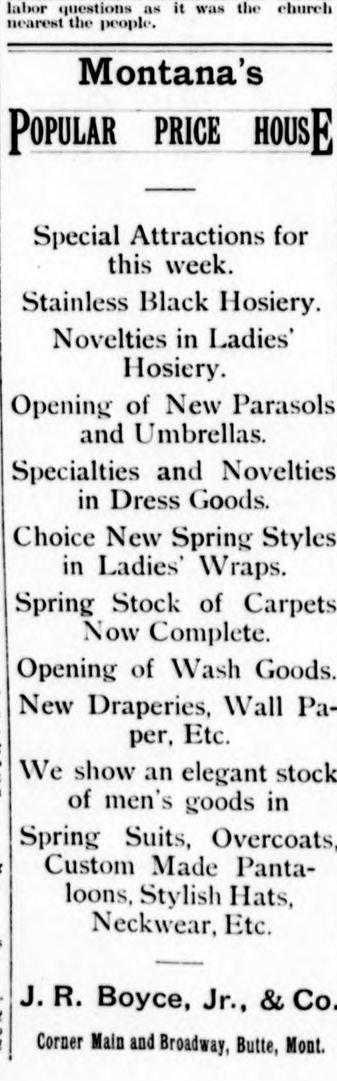 labor questions as it was the church
nearest the people.
Montana's
POPULAR PRICE HOUSE
Special Attractions for
this week.
Stainless Black Hosiery.
Novelties in Ladies'
Hosiery.
Opening of New Parasols
and Umbrellas.
Specialties and Novelties
in Dress Goods.
Choice New Spring Styles
in Ladies' Wraps.
Spring Stock of Carpets
Now Complete.
Opening of Wash Goods.
New Draperies, Wall Pa-
per, Etc.
We show an elegant stock
of men's goods in
Spring Suits, Overcoats,
Custom Made Panta-
loons, Stylish Hats,
Neckwear, Etc.
J. R. Boyce, Jr., & Co.
Corner Main and Broadway, Butte, Mont.